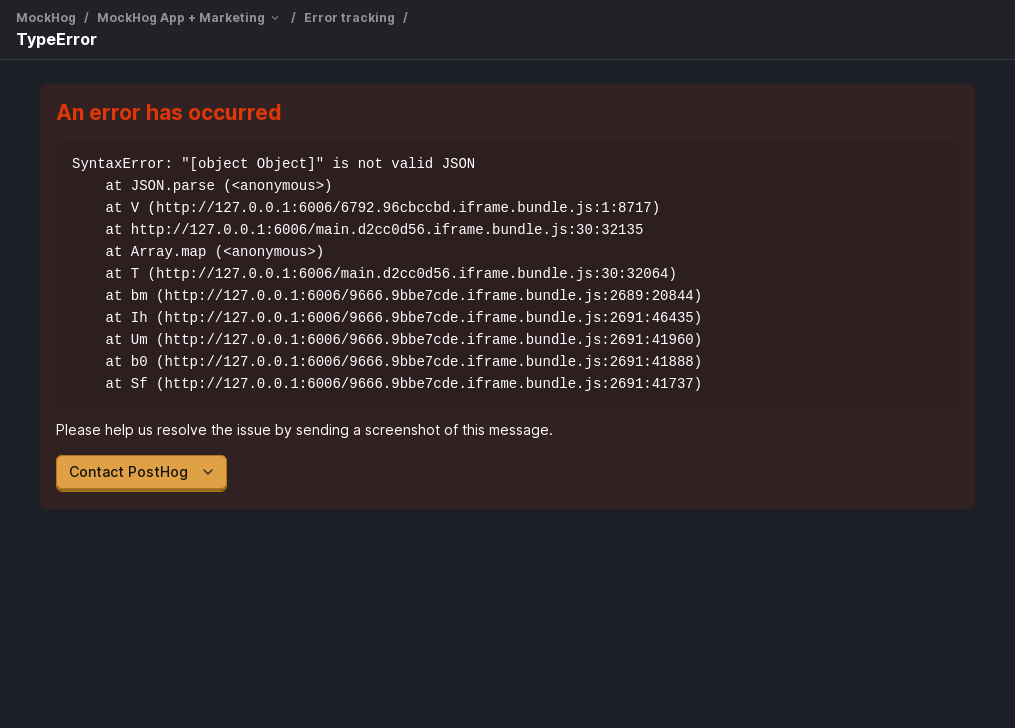 MockHog / MockHog App + Marketing / Error tracking /
TypeError
An error has occurred
SyntaxError: "[object Object]" is not valid JSON
at JSON.parse (<anonymous>)
at V (http://127.0.0.1:6006/6792.96cbccbd.iframe.bundle.js:1:8717)
at http://127.0.0.1:6006/main.d2cc0d56.iframe.bundle.js:30:32135
at Array.map (<anonymous>)
at T (http://127.0.0.1:6006/main.d2cc0d56.iframe.bundle.js:30:32064)
at bm (http://127.0.0.1:6006/9666.9bbe7cde.iframe.bundle.js:2689:20844)
at Ih (http://127.0.0.1:6006/9666.9bbe7cde.iframe.bundle.js:2691:46435)
at Um (http://127.0.0.1:6006/9666.9bbe7cde.iframe.bundle.js:2691:41960)
at b0 (http://127.0.0.1:6006/9666.9bbe7cde.iframe.bundle.js:2691:41888)
at Sf (http://127.0.0.1:6006/9666.9bbe7cde.iframe.bundle.js:2691:41737)
Please help us resolve the issue by sending a screenshot of this message.
Contact PostHog